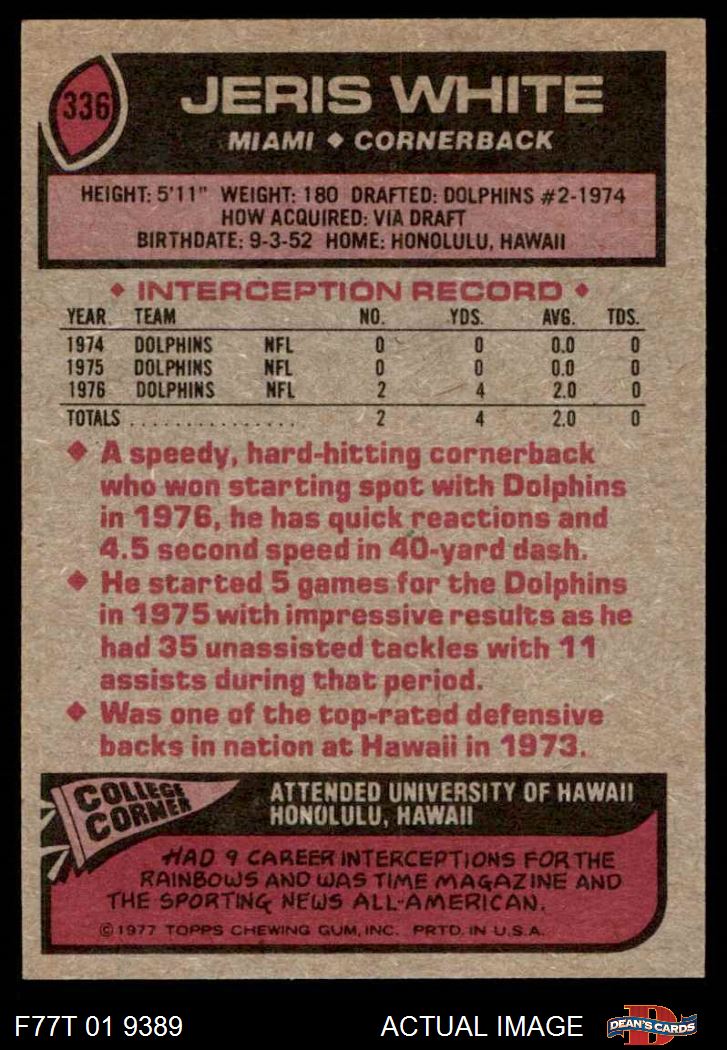 336
JERIS WHITE
MIAMI ◆ CORNERBACK
HEIGHT: 5'11" WEIGHT: 180 DRAFTED: DOLPHINS #2-1974
HOW ACQUIRED: VIA DRAFT
BIRTHDATE: 9-3-52 HOME: HONOLULU, HAWAII
◆ INTERCEPTION RECORD ◆
YEAR TEAM NO. YDS. AVG. TDS.
1974 DOLPHINS NFL 0 0 0.0 0
1975 DOLPHINS NFL 0 0 0.0 0
1976 DOLPHINS NFL 2 4 2.0 0
TOTALS . . . . . . . . . . . . . . . 2 4 2.0 0
◆ A speedy, hard-hitting cornerback
who won starting spot with Dolphins
in 1976, he has quick reactions and
4.5 second speed in 40-yard dash.
◆ He started 5 games for the Dolphins
in 1975 with impressive results as he
had 35 unassisted tackles with 11
assists during that period.
◆ Was one of the top-rated defensive
backs in nation at Hawaii in 1973.
COLLEGE
CORNER
ATTENDED UNIVERSITY OF HAWAII
HONOLULU, HAWAII
HAD 9 CAREER INTERCEPTIONS FOR THE
RAINBOWS AND WAS TIME MAGAZINE AND
THE SPORTING NEWS ALL-AMERICAN.
© 1977 TOPPS CHEWING GUM, INC. PRTD. IN U.S.A.
F77T 01 9389 ACTUAL IMAGE
D
DEAN'S CARDS